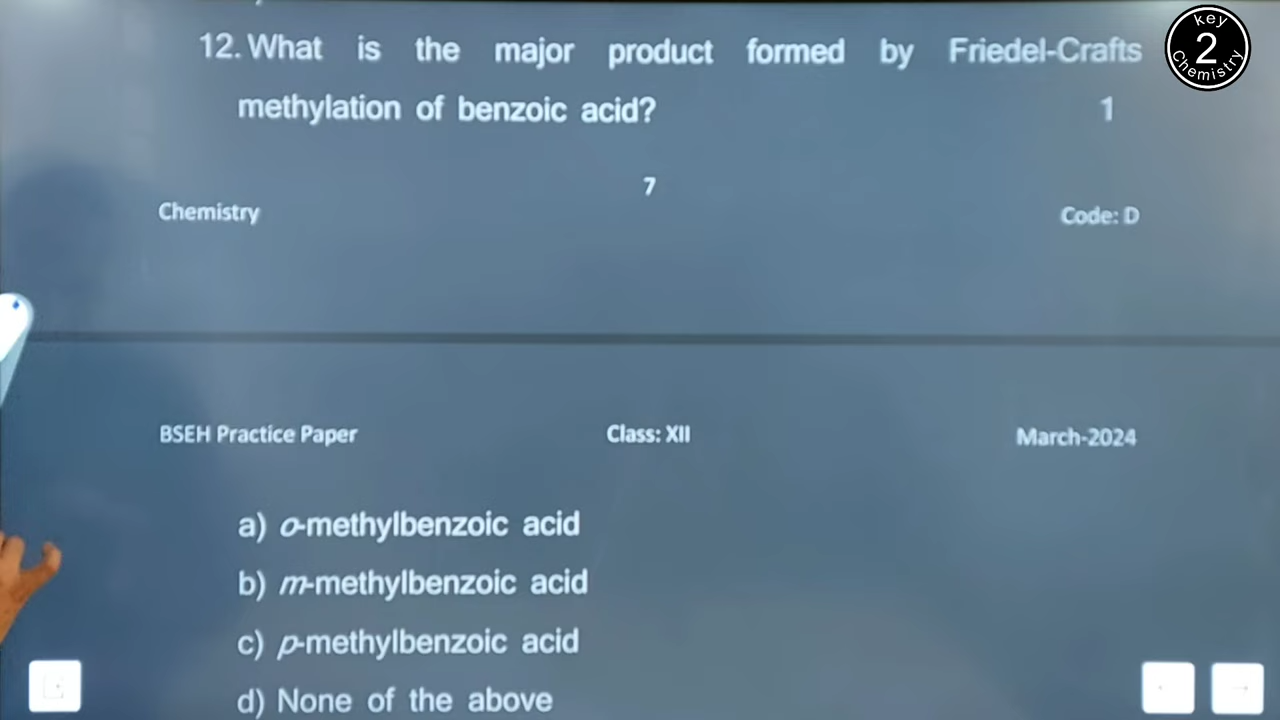 key
2
Chemistry
12. What is the major product formed by Friedel-Crafts
methylation of benzoic acid? 1
7
Chemistry Code: D
BSEH Practice Paper Class: XII March-2024
a) o-methylbenzoic acid
b) m-methylbenzoic acid
c) p-methylbenzoic acid
d) None of the above